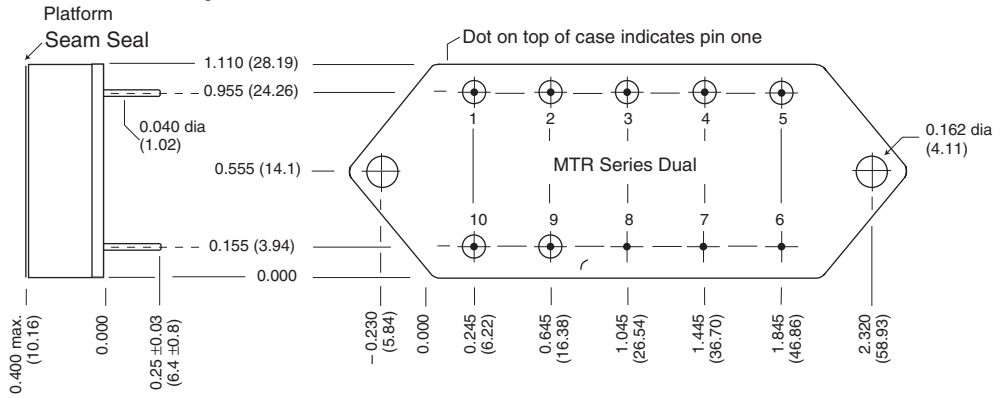 Platform
Seam Seal
Dot on top of case indicates pin one
1.110 (28.19)
0.955 (24.26)
0.040 dia
(1.02)
0.162 dia
(4.11)
0.555 (14.1)
MTR Series Dual
1 2 3 4 5
10 9 8 7 6
0.155 (3.94)
0.000
0.400 max.
(10.16)
0.000
0.25 ±0.03
(6.4 ±0.8)
– 0.230
(5.84)
0.000
0.245
(6.22)
0.645
(16.38)
1.045
(26.54)
1.445
(36.70)
1.845
(46.86)
2.320
(58.93)